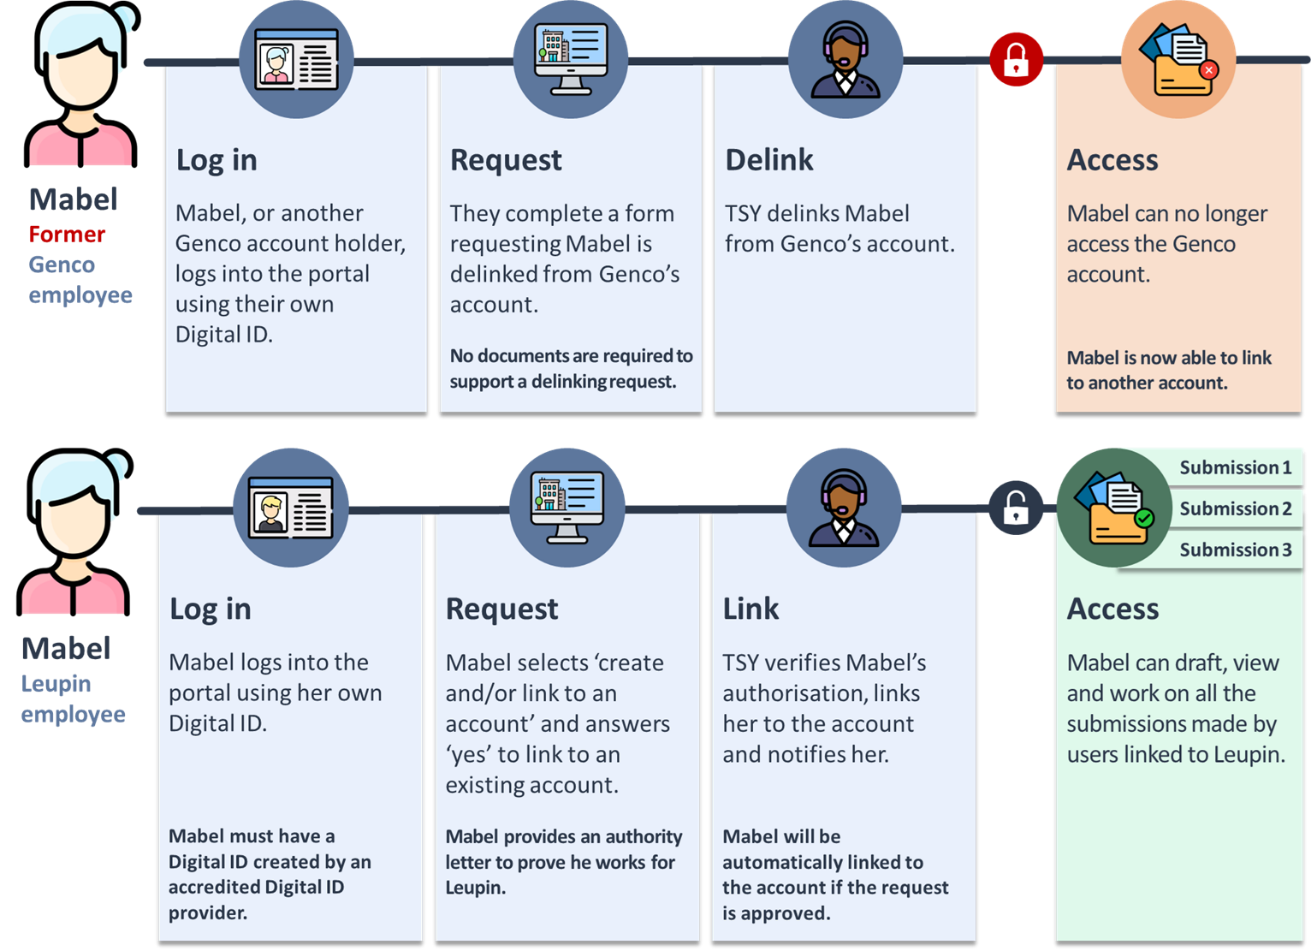 Mabel
Former
Genco
employee
Log in
Mabel, or another
Genco account holder,
logs into the portal
using their own
Digital ID.
Request
They complete a form
requesting Mabel is
delinked from Genco's
account.
No documents are required to
support a delinking request.
Delink
TSY delinks Mabel
from Genco's account.
Access
Mabel can no longer
access the Genco
account.
Mabel is now able to link
to another account.
Mabel
Leupin
employee
Log in
Mabel logs into the
portal using her own
Digital ID.
Mabel must have a
Digital ID created by an
accredited Digital ID
provider.
Request
Mabel selects 'create
and/or link to an
account' and answers
'yes' to link to an
existing account.
Mabel provides an authority
letter to prove he works for
Leupin.
Link
TSY verifies Mabel's
authorisation, links
her to the account
and notifies her.
Mabel will be
automatically linked to
the account if the request
is approved.
Submission 1
Submission 2
Submission 3
Access
Mabel can draft, view
and work on all the
submissions made by
users linked to Leupin.